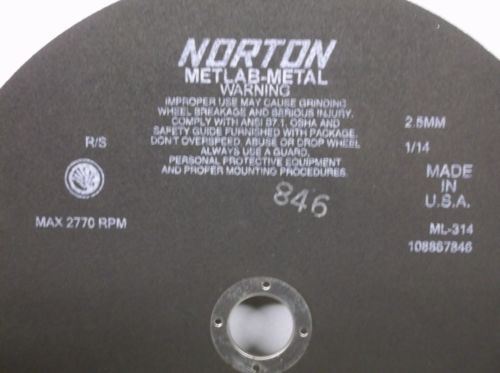 NORTON
METLAB-METAL
WARNING
IMPROPER USE MAY CAUSE GRINDING
WHEEL BREAKAGE AND SERIOUS INJURY.
COMPLY WITH ANSI B7.1, OSHA AND
SAFETY GUIDE FURNISHED WITH PACKAGE.
DON'T OVERSPEED, ABUSE OR DROP WHEEL
ALWAYS USE A GUARD.
PERSONAL PROTECTIVE EQUIPMENT
AND PROPER MOUNTING PROCEDURES.
846
R/S
MAX 2770 RPM
2.5MM
1/14
MADE
IN
U.S.A.
ML-314
108667846